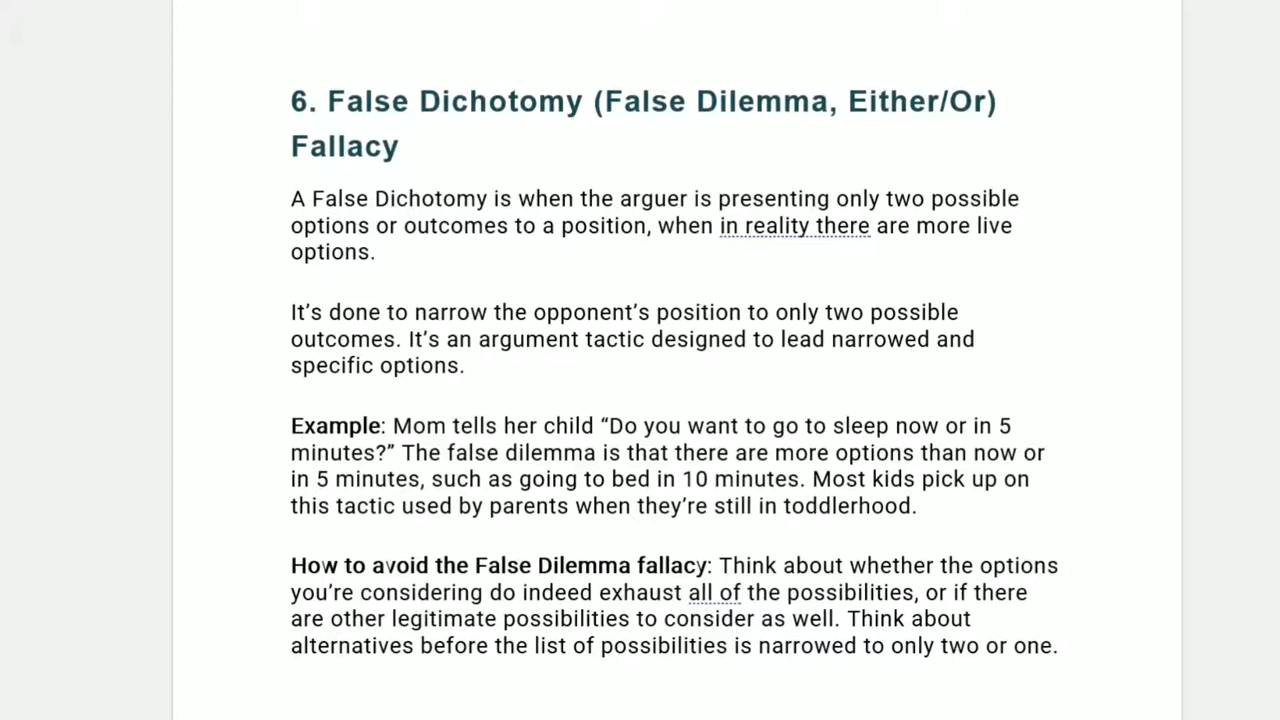 6. False Dichotomy (False Dilemma, Either/Or)
Fallacy
A False Dichotomy is when the arguer is presenting only two possible
options or outcomes to a position, when in reality there are more live
options.
It’s done to narrow the opponent’s position to only two possible
outcomes. It’s an argument tactic designed to lead narrowed and
specific options.
Example: Mom tells her child “Do you want to go to sleep now or in 5
minutes?” The false dilemma is that there are more options than now or
in 5 minutes, such as going to bed in 10 minutes. Most kids pick up on
this tactic used by parents when they’re still in toddlerhood.
How to avoid the False Dilemma fallacy: Think about whether the options
you’re considering do indeed exhaust all of the possibilities, or if there
are other legitimate possibilities to consider as well. Think about
alternatives before the list of possibilities is narrowed to only two or one.